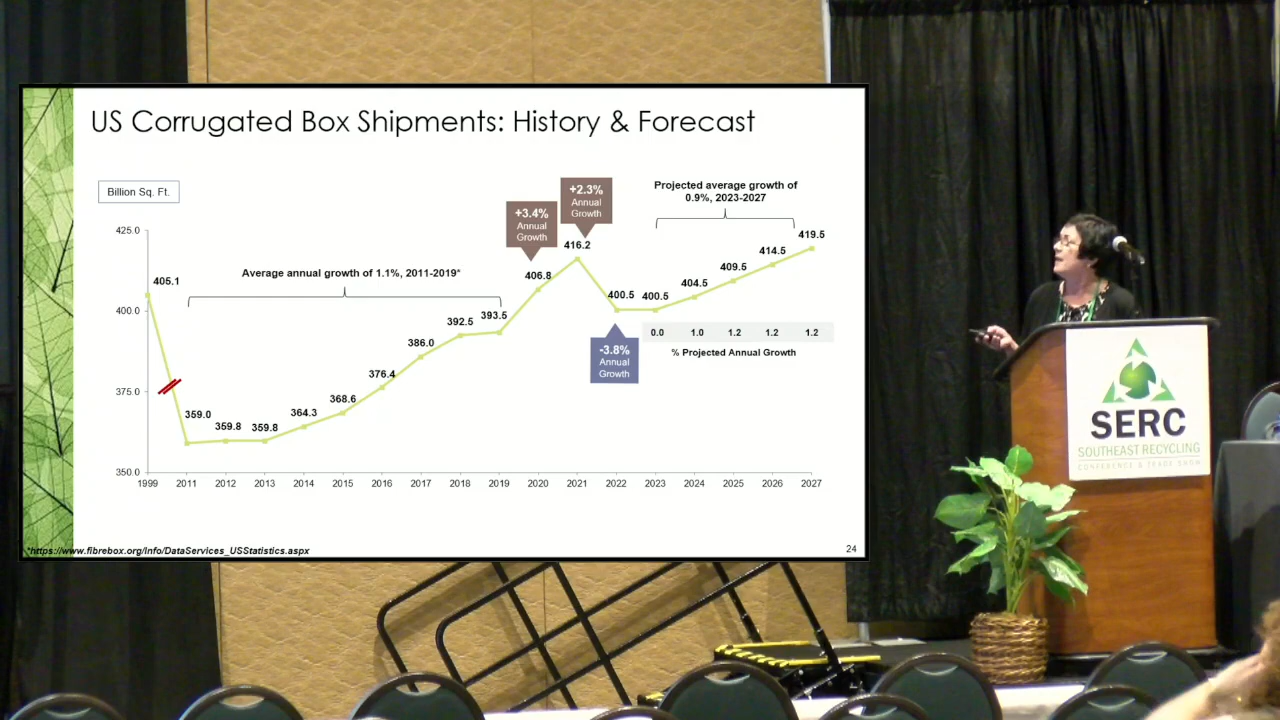 US Corrugated Box Shipments: History & Forecast
Billion Sq. Ft.
+2.3%
Annual
Growth
+3.4%
Annual
Growth
Projected average growth of
0.9%, 2023-2027
Average annual growth of 1.1%, 2011-2019*
425.0
400.0
375.0
350.0
405.1
359.0
359.8
359.8
364.3
368.6
376.4
386.0
392.5
393.5
406.8
416.2
400.5
400.5
404.5
409.5
414.5
419.5
0.0 1.0 1.2 1.2 1.2
% Projected Annual Growth
-3.8%
Annual
Growth
1999 2011 2012 2013 2014 2015 2016 2017 2018 2019 2020 2021 2022 2023 2024 2025 2026 2027
*https://www.fibrebox.org/Info/DataServices_USStatistics.aspx
24
SERC
SOUTHEAST RECYCLING
CONFERENCE & TRADE SHOW